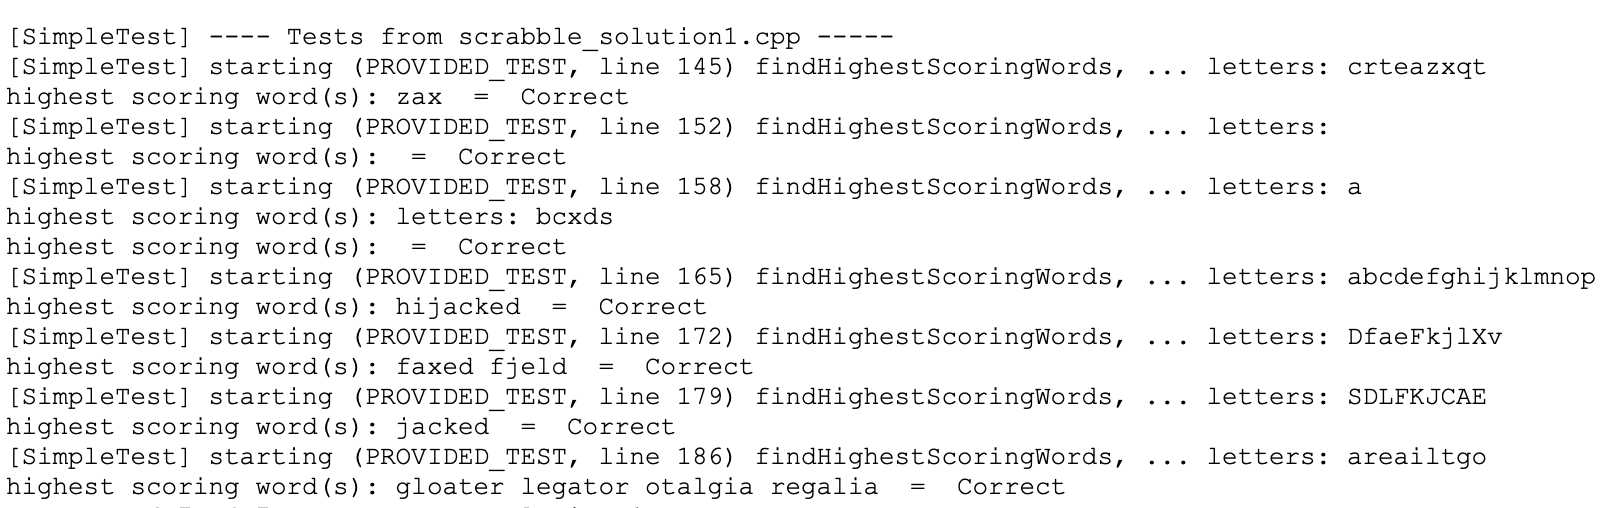 [SimpleTest] ---- Tests from scrabble_solution1.cpp -----
[SimpleTest] starting (PROVIDED_TEST, line 145) findHighestScoringWords, ... letters: crteazxqt
highest scoring word(s): zax  =  Correct
[SimpleTest] starting (PROVIDED_TEST, line 152) findHighestScoringWords, ... letters:
highest scoring word(s):  =  Correct
[SimpleTest] starting (PROVIDED_TEST, line 158) findHighestScoringWords, ... letters: a
highest scoring word(s): letters: bcxds
highest scoring word(s):  =  Correct
[SimpleTest] starting (PROVIDED_TEST, line 165) findHighestScoringWords, ... letters: abcdefghijklmnop
highest scoring word(s): hijacked  =  Correct
[SimpleTest] starting (PROVIDED_TEST, line 172) findHighestScoringWords, ... letters: DfaeFkjlXv
highest scoring word(s): faxed fjeld  =  Correct
[SimpleTest] starting (PROVIDED_TEST, line 179) findHighestScoringWords, ... letters: SDLFKJCAE
highest scoring word(s): jacked  =  Correct
[SimpleTest] starting (PROVIDED_TEST, line 186) findHighestScoringWords, ... letters: areailtgo
highest scoring word(s): gloater legator otalgia regalia  =  Correct